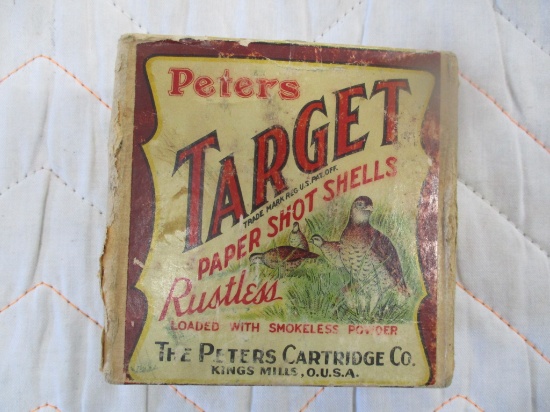 Peters
TARGET
TRADE MARK REG U.S. PAT. OFF.
PAPER SHOT SHELLS
Rustless
LOADED WITH SMOKELESS POWDER
THE PETERS CARTRIDGE CO.
KINGS MILLS, O.U.S.A.